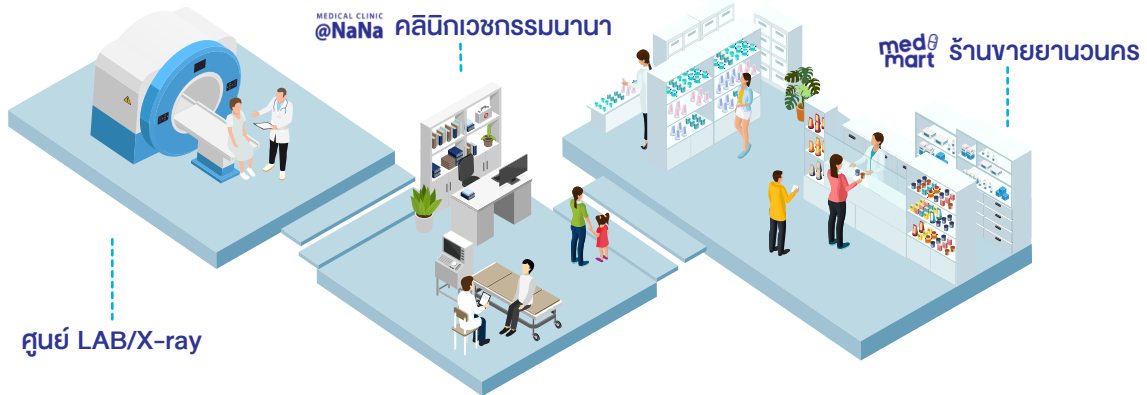 MEDICAL CLINIC
@NaNa คลินิกเวชกรรมนานา
med
mart ร้านขายยานวนคร
ศูนย์ LAB/X-ray